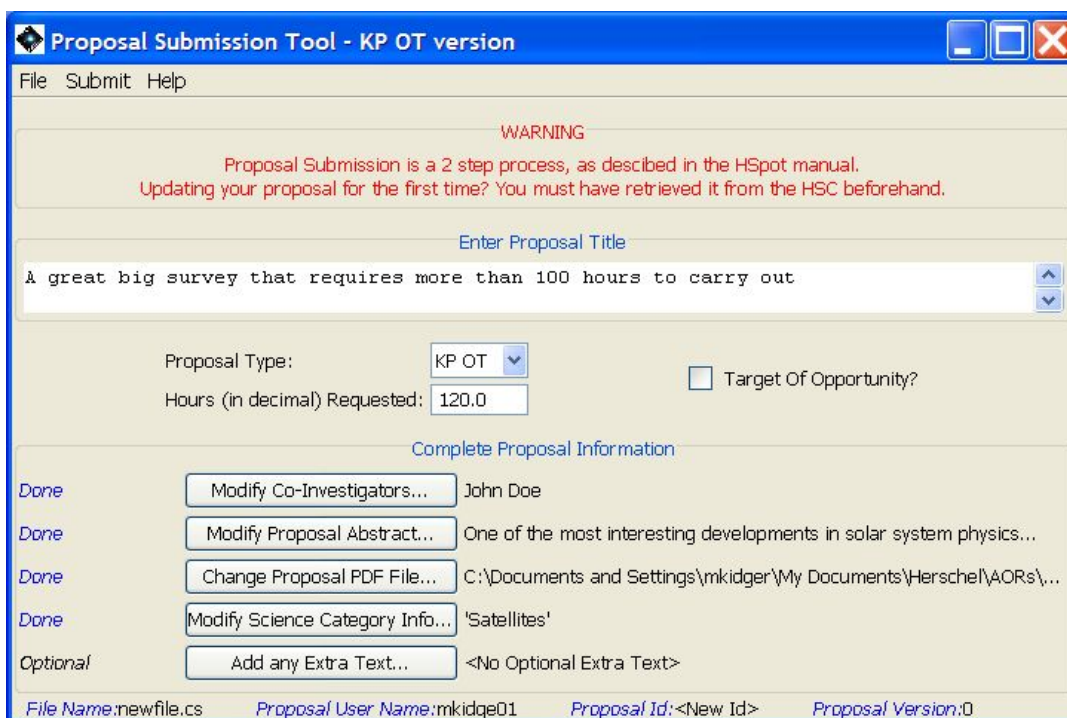 Proposal Submission Tool - KP OT version
File Submit Help
WARNING
Proposal Submission is a 2 step process, as descibed in the HSpot manual.
Updating your proposal for the first time? You must have retrieved it from the HSC beforehand.
Enter Proposal Title
A great big survey that requires more than 100 hours to carry out
Proposal Type: KP OT
Target Of Opportunity?
Hours (in decimal) Requested: 120.0
Complete Proposal Information
Done Modify Co-Investigators... John Doe
Done Modify Proposal Abstract... One of the most interesting developments in solar system physics...
Done Change Proposal PDF File... C:\Documents and Settings\mkidger\My Documents\Herschel\AORs\...
Done Modify Science Category Info... 'Satellites'
Optional Add any Extra Text... <No Optional Extra Text>
File Name:newfile.cs Proposal User Name:mkidge01 Proposal Id:<New Id> Proposal Version:0